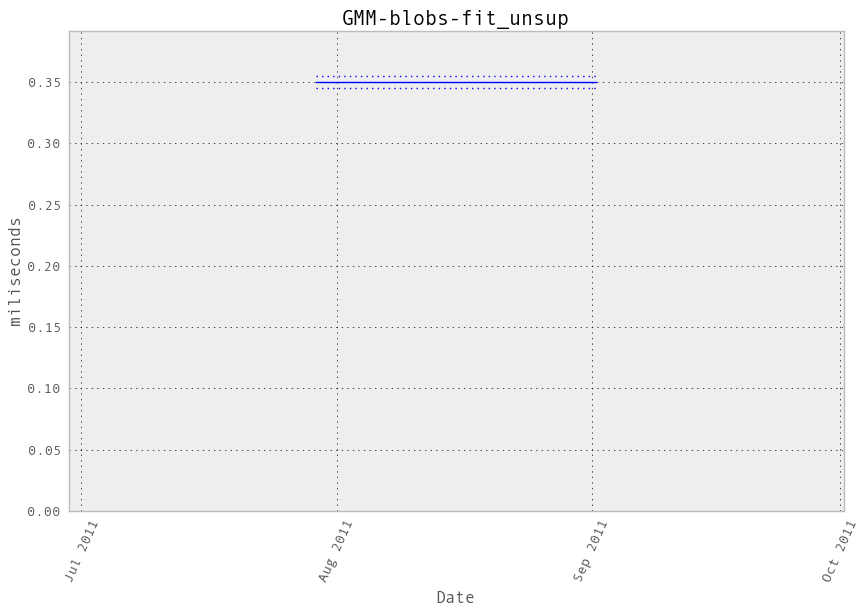 GMM-blobs-fit_unsup
0.35
0.30
0.25
0.20
0.15
0.10
0.05
0.00
miliseconds
Jul 2011
Aug 2011
Sep 2011
Oct 2011
Date